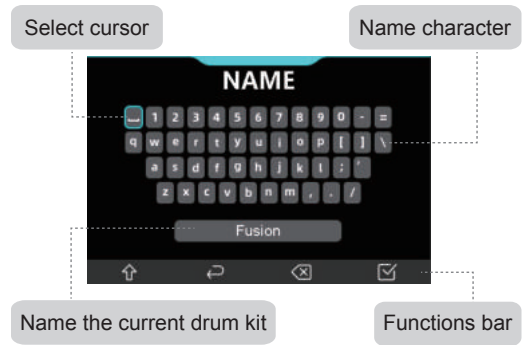 Select cursor
Name character
NAME
1 2 3 4 5 6 7 8 9 0 - =
q w e r t y u i o p [ ] \
a s d f g h j k l ; '
z x c v b n m , . /
Fusion
Name the current drum kit
Functions bar